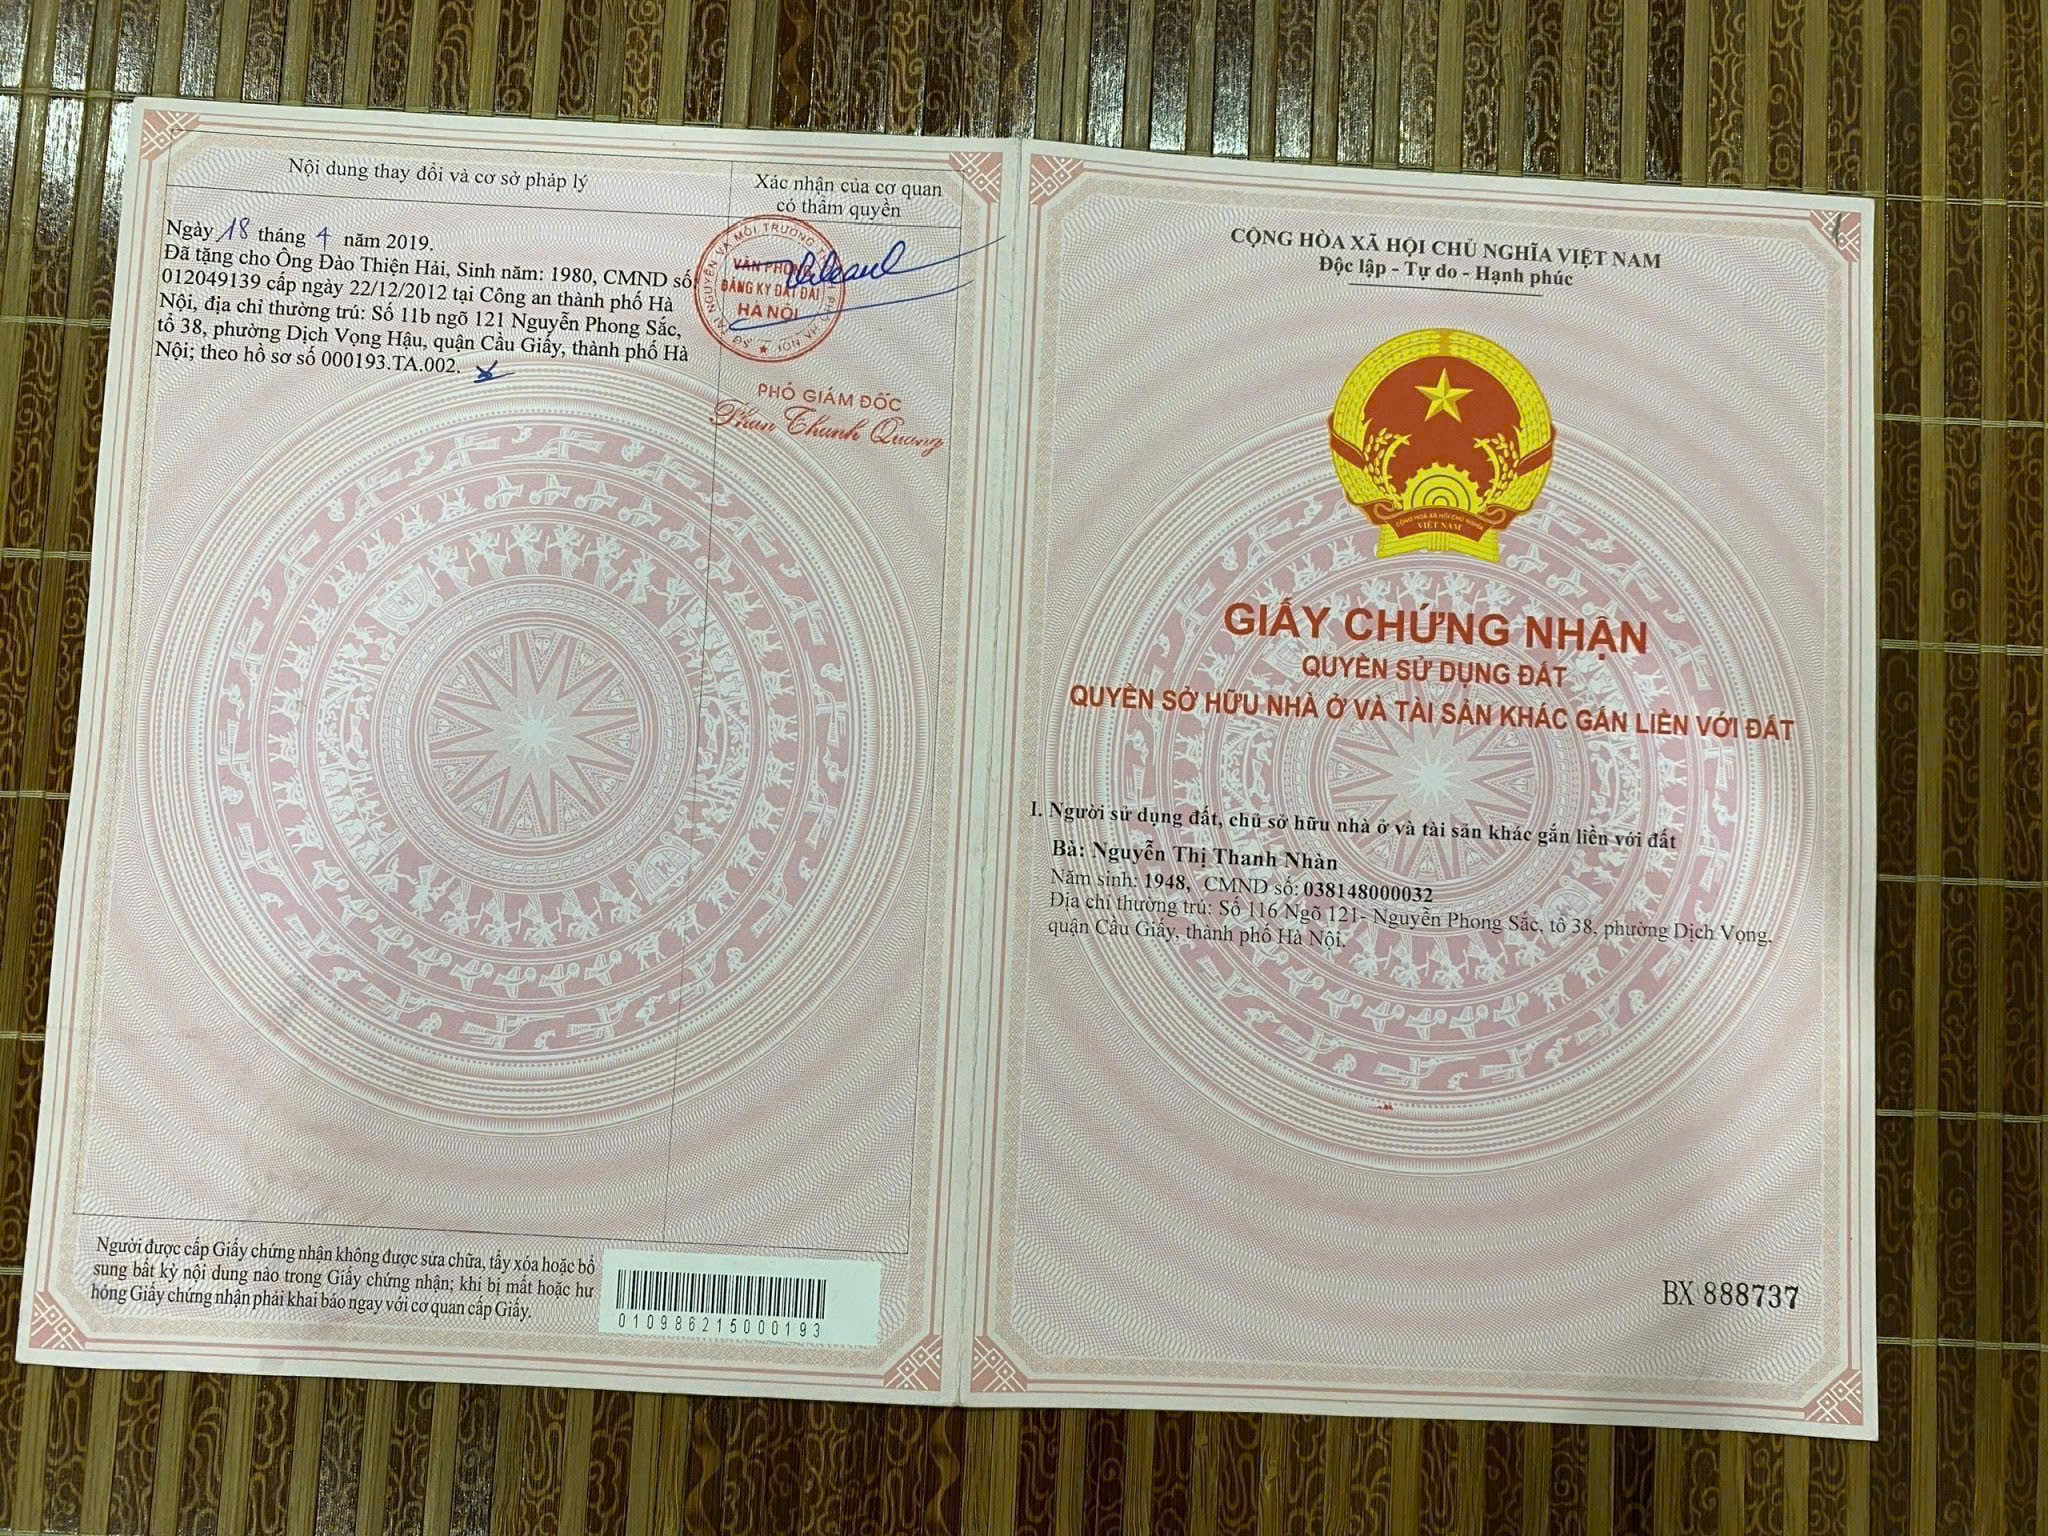 Nội dung thay đổi và cơ sở pháp lý
Xác nhận của cơ quan
có thẩm quyền
Ngày 18 tháng 4 năm 2019.
Đã tặng cho Ông Đào Thiện Hải, Sinh năm: 1980, CMND số:
012049139 cấp ngày 22/12/2012 tại Công an thành phố Hà
Nội, địa chỉ thường trú: Số 11b ngõ 121 Nguyễn Phong Sắc,
tổ 38, phường Dịch Vọng Hậu, quận Cầu Giấy, thành phố Hà
Nội; theo hồ sơ số 000193.TA.002.
VĂN PHÒNG
ĐĂNG KÝ ĐẤT ĐAI
HÀ NỘI
PHÓ GIÁM ĐỐC
Phan Thanh Quang
Người được cấp Giấy chứng nhận không được sửa chữa, tẩy xóa hoặc bổ
sung bất kỳ nội dung nào trong Giấy chứng nhận; khi bị mất hoặc hư
hỏng Giấy chứng nhận phải khai báo ngay với cơ quan cấp Giấy.
010986215000193
CỘNG HÒA XÃ HỘI CHỦ NGHĨA VIỆT NAM
Độc lập - Tự do - Hạnh phúc
CỘNG HOÀ XÃ HỘI CHỦ NGHĨA
VIỆT NAM
GIẤY CHỨNG NHẬN
QUYỀN SỬ DỤNG ĐẤT
QUYỀN SỞ HỮU NHÀ Ở VÀ TÀI SẢN KHÁC GẮN LIỀN VỚI ĐẤT
I. Người sử dụng đất, chủ sở hữu nhà ở và tài sản khác gắn liền với đất
Bà: Nguyễn Thị Thanh Nhàn
Năm sinh: 1948, CMND số: 038148000032
Địa chỉ thường trú: Số 116 Ngõ 121- Nguyễn Phong Sắc, tổ 38, phường Dịch Vọng,
quận Cầu Giấy, thành phố Hà Nội.
BX 888737